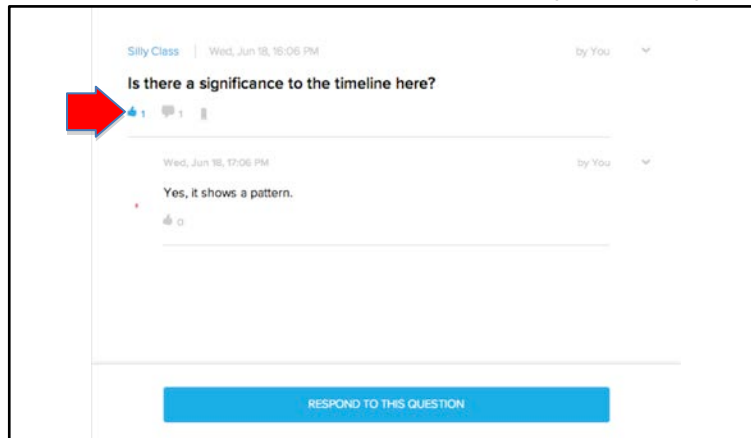 Silly Class | Wed, Jun 18, 16:06 PM by You
Is there a significance to the timeline here?
1 1
Wed, Jun 18, 17:06 PM by You
Yes, it shows a pattern.
0
RESPOND TO THIS QUESTION